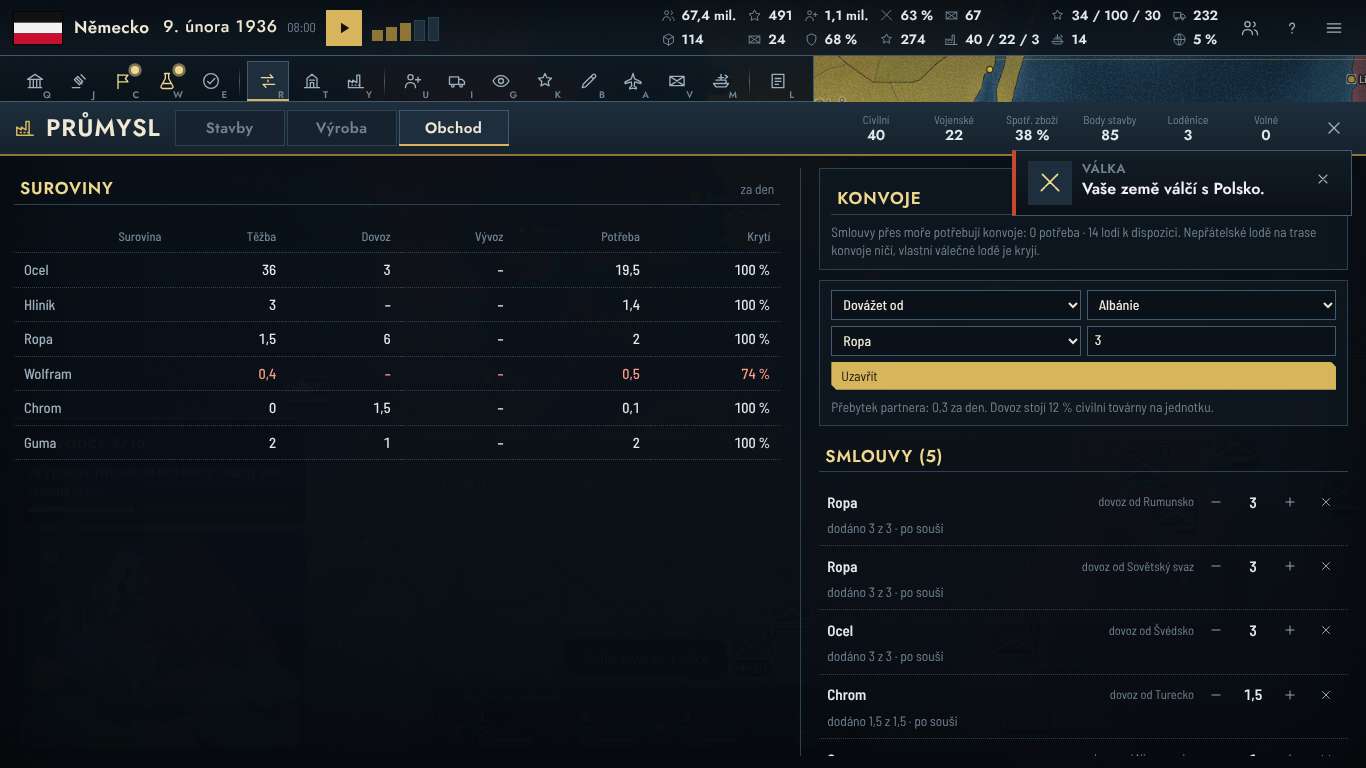 Německo 9. února 1936 08:00
67,4 mil. 491 1,1 mil. 63 % 67 34 / 100 / 30 232
114 24 68 % 274 40 / 22 / 3 14 5 %
?
Q J C W E R T Y U I G K B A V M L
PRŮMYSL
Stavby
Výroba
Obchod
Civilní Vojenské Spotř. zboží Body stavby Loděnice Volné
40 22 38 % 85 3 0
VÁLKA
Vaše země válčí s Polsko.
SUROVINY
za den
Surovina Těžba Dovoz Vývoz Potřeba Krytí
Ocel 36 3 – 19,5 100 %
Hliník 3 – – 1,4 100 %
Ropa 1,5 6 – 2 100 %
Wolfram 0,4 – – 0,5 74 %
Chrom 0 1,5 – 0,1 100 %
Guma 2 1 – 2 100 %
KONVOJE
Smlouvy přes moře potřebují konvoje: 0 potřeba · 14 lodí k dispozici. Nepřátelské lodě na trase
konvoje ničí, vlastní válečné lodě je kryjí.
Dovážet od
Albánie
Ropa
3
Uzavřít
Přebytek partnera: 0,3 za den. Dovoz stojí 12 % civilní továrny na jednotku.
SMLOUVY (5)
Ropa dovoz od Rumunsko − 3 + ×
dodáno 3 z 3 · po souši
Ropa dovoz od Sovětský svaz − 3 + ×
dodáno 3 z 3 · po souši
Ocel dovoz od Švédsko − 3 + ×
dodáno 3 z 3 · po souši
Chrom dovoz od Turecko − 1,5 + ×
dodáno 1,5 z 1,5 · po souši